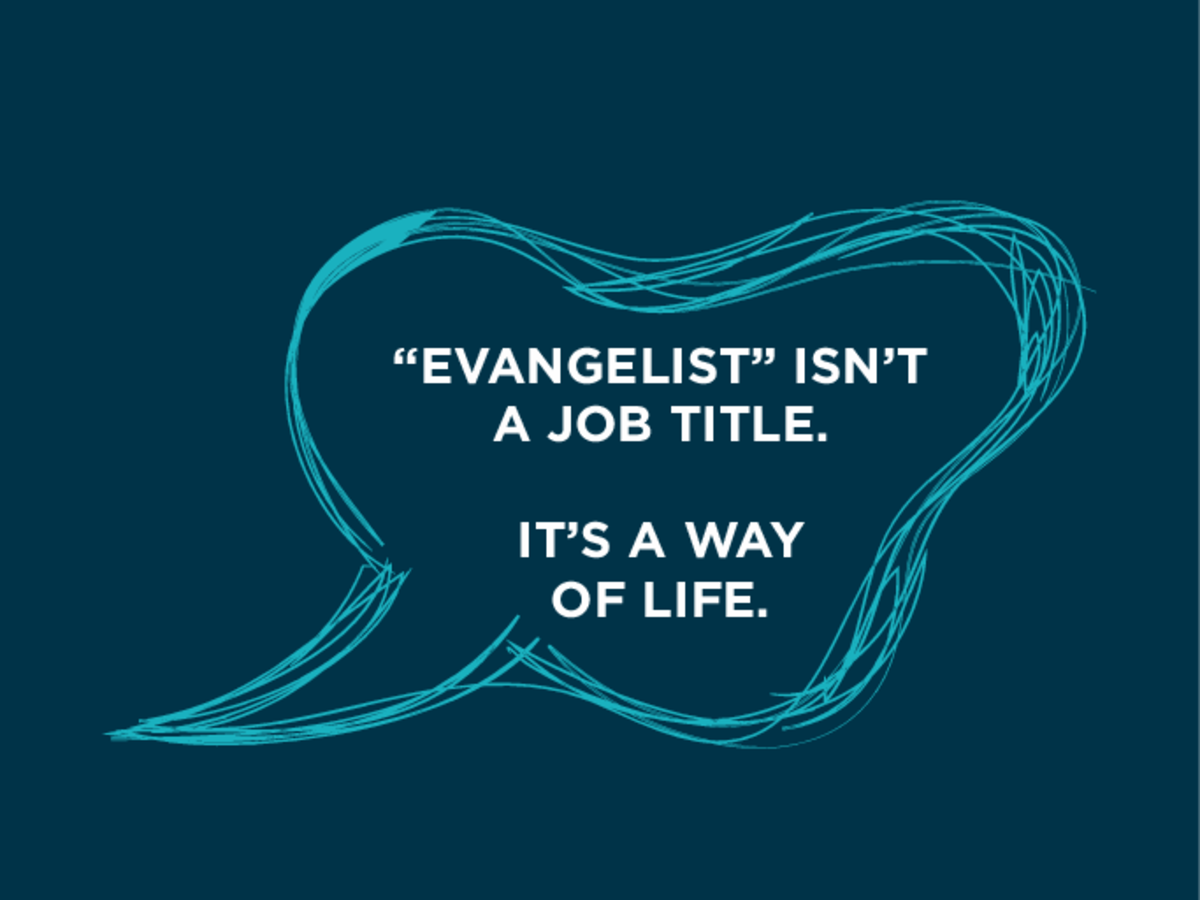 “EVANGELIST” ISN’T
A JOB TITLE.
IT’S A WAY
OF LIFE.